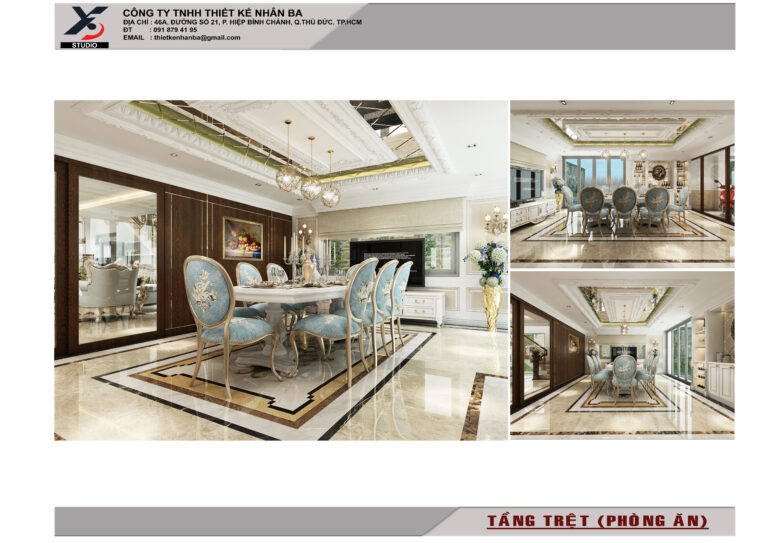 CÔNG TY TNHH THIẾT KẾ NHÂN BA
ĐỊA CHỈ : 46A, ĐƯỜNG SỐ 21, P. HIỆP BÌNH CHÁNH, Q.THỦ ĐỨC, TP.HCM
ĐT : 091 879 41 95
EMAIL : thietkenhanba@gmail.com
STUDIO
TẦNG TRỆT (PHÒNG ĂN)